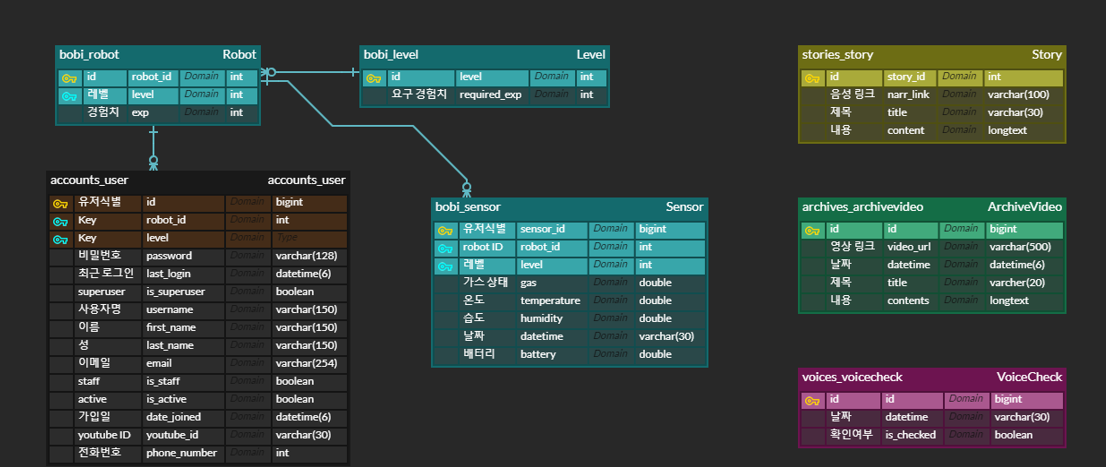 bobi_robot Robot
id robot_id Domain int
레벨 level Domain int
경험치 exp Domain int
bobi_level Level
id level Domain int
요구 경험치 required_exp Domain int
stories_story Story
id story_id Domain int
음성 링크 narr_link Domain varchar(100)
제목 title Domain varchar(30)
내용 content Domain longtext
accounts_user accounts_user
유저식별 id Domain bigint
Key robot_id Domain int
Key level Domain Type
비밀번호 password Domain varchar(128)
최근 로그인 last_login Domain datetime(6)
superuser is_superuser Domain boolean
사용자명 username Domain varchar(150)
이름 first_name Domain varchar(150)
성 last_name Domain varchar(150)
이메일 email Domain varchar(254)
staff is_staff Domain boolean
active is_active Domain boolean
가입일 date_joined Domain datetime(6)
youtube ID youtube_id Domain varchar(30)
전화번호 phone_number Domain int
bobi_sensor Sensor
유저식별 sensor_id Domain bigint
robot ID robot_id Domain int
레벨 level Domain int
가스 상태 gas Domain double
온도 temperature Domain double
습도 humidity Domain double
날짜 datetime Domain varchar(30)
배터리 battery Domain double
archives_archivevideo ArchiveVideo
id id Domain bigint
영상 링크 video_url Domain varchar(500)
날짜 datetime Domain datetime(6)
제목 title Domain varcher(20)
내용 contents Domain longtext
voices_voicecheck VoiceCheck
id id Domain bigint
날짜 datetime Domain varchar(30)
확인여부 is_checked Domain boolean